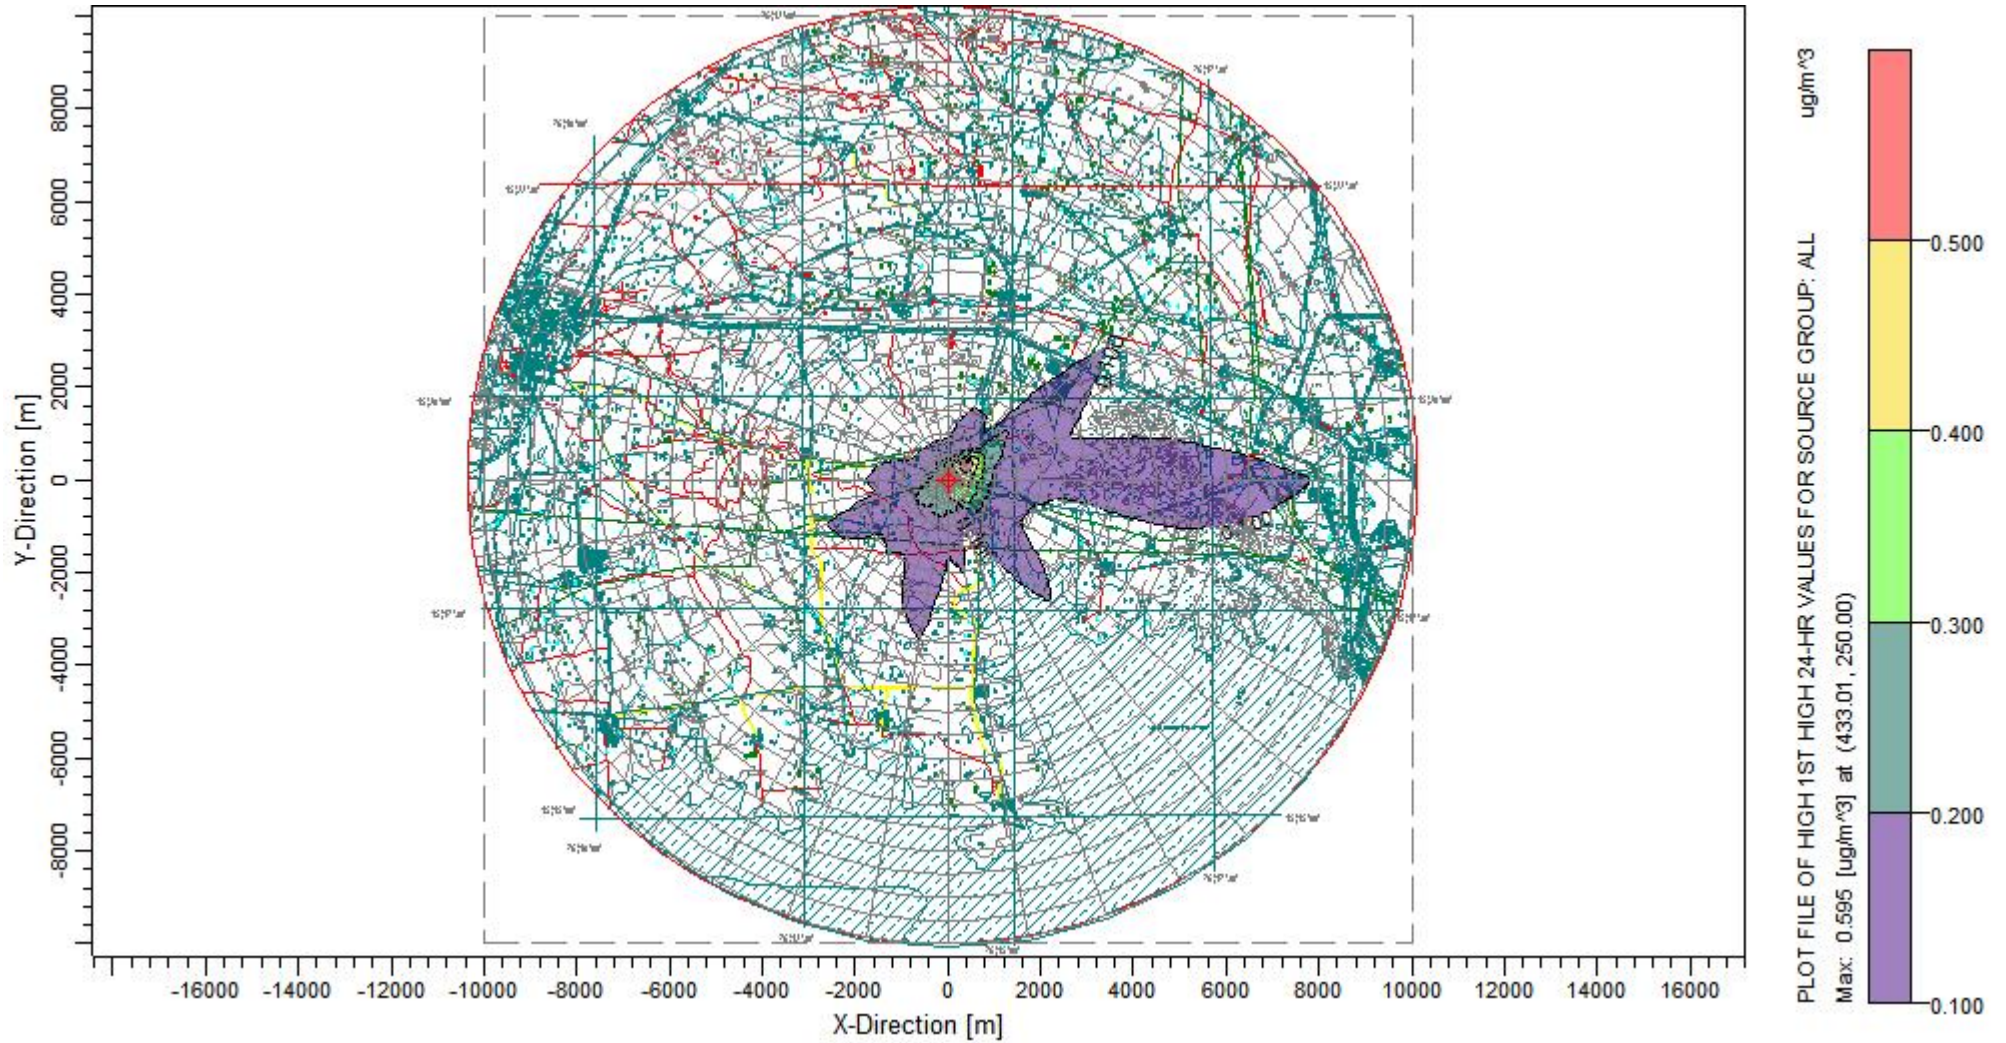 Y-Direction [m]
8000
6000
4000
2000
0
-2000
-4000
-6000
-8000
-16000 -14000 -12000 -10000 -8000 -6000 -4000 -2000 0 2000 4000 6000 8000 10000 12000 14000 16000
X-Direction [m]
PLOT FILE OF HIGH 1ST HIGH 24-HR VALUES FOR SOURCE GROUP: ALL
ug/m^3
Max: 0.595 [ug/m^3] at (433.01, 250.00)
0.500
0.400
0.300
0.200
0.100